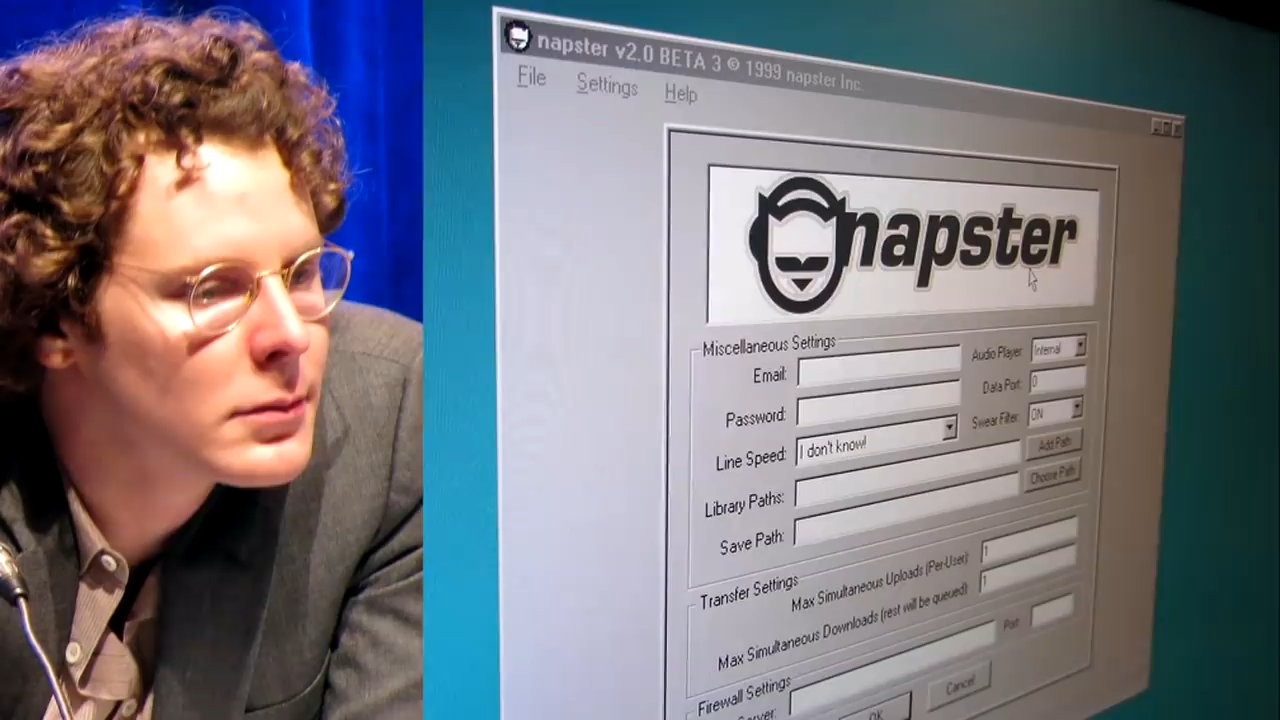 napster v2.0 BETA 3 © 1999 napster Inc.
File Settings Help
napster
Miscellaneous Settings
Email:
Password:
Line Speed: I don't know!
Library Paths:
Save Path:
Audio Player: Internal
Data Port: 0
Swear Filter: ON
Add Path
Choose Path
Transfer Settings
Max Simultaneous Uploads (Per-User): 1
Max Simultaneous Downloads (rest will be queued): 1
Firewall Settings
Server:
Port
OK
Cancel